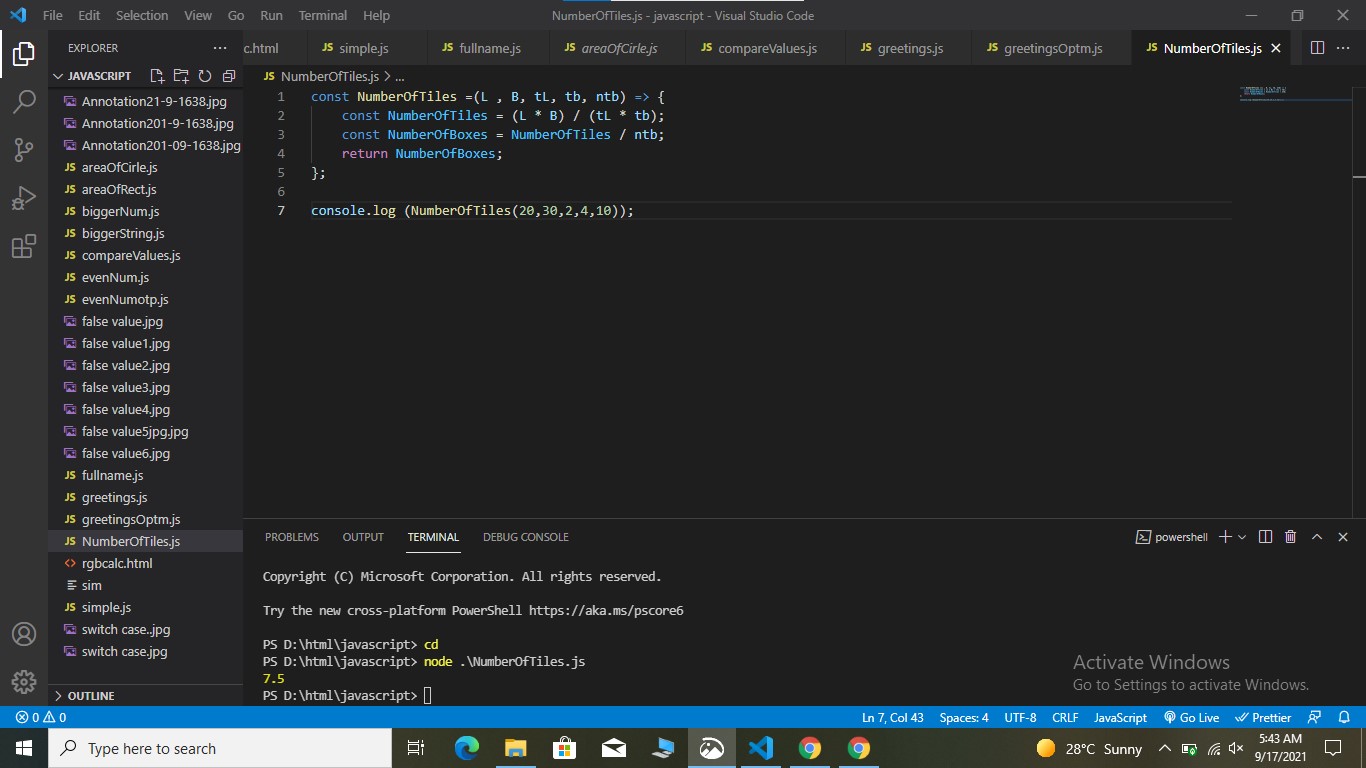 File Edit Selection View Go Run Terminal Help
NumberOfTiles.js - javascript - Visual Studio Code
EXPLORER
JAVASCRIPT
Annotation21-9-1638.jpg
Annotation201-9-1638.jpg
Annotation201-09-1638.jpg
JS areaOfCirle.js
JS areaOfRect.js
JS biggerNum.js
JS biggerString.js
JS compareValues.js
JS evenNum.js
JS evenNumotp.js
false value.jpg
false value1.jpg
false value2.jpg
false value3.jpg
false value4.jpg
false value5jpg.jpg
false value6.jpg
JS fullname.js
JS greetings.js
JS greetingsOptm.js
JS NumberOfTiles.js
<> rgbcalc.html
sim
JS simple.js
switch case..jpg
switch case.jpg
OUTLINE
c.html JS simple.js JS fullname.js JS areaOfCirle.js JS compareValues.js JS greetings.js JS greetingsOptm.js JS NumberOfTiles.js
JS NumberOfTiles.js > ...
1 const NumberOfTiles =(L , B, tL, tb, ntb) => {
2 const NumberOfTiles = (L * B) / (tL * tb);
3 const NumberOfBoxes = NumberOfTiles / ntb;
4 return NumberOfBoxes;
5 };
6
7 console.log (NumberOfTiles(20,30,2,4,10));
PROBLEMS OUTPUT TERMINAL DEBUG CONSOLE
powershell
Copyright (C) Microsoft Corporation. All rights reserved.
Try the new cross-platform PowerShell https://aka.ms/pscore6
PS D:\html\javascript> cd
PS D:\html\javascript> node .\NumberOfTiles.js
7.5
PS D:\html\javascript>
Activate Windows
Go to Settings to activate Windows.
0 0 Ln 7, Col 43 Spaces: 4 UTF-8 CRLF JavaScript Go Live Prettier
Type here to search
28°C Sunny
5:43 AM
9/17/2021